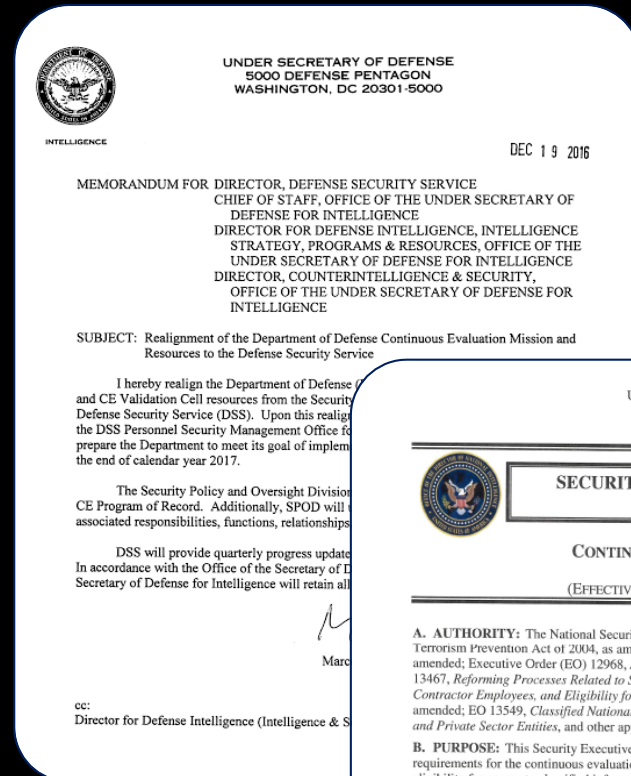 UNDER SECRETARY OF DEFENSE
5000 DEFENSE PENTAGON
WASHINGTON, DC 20301-5000
INTELLIGENCE
DEC 19 2016
MEMORANDUM FOR DIRECTOR, DEFENSE SECURITY SERVICE
CHIEF OF STAFF, OFFICE OF THE UNDER SECRETARY OF
DEFENSE FOR INTELLIGENCE
DIRECTOR FOR DEFENSE INTELLIGENCE, INTELLIGENCE
STRATEGY, PROGRAMS & RESOURCES, OFFICE OF THE
UNDER SECRETARY OF DEFENSE FOR INTELLIGENCE
DIRECTOR, COUNTERINTELLIGENCE & SECURITY,
OFFICE OF THE UNDER SECRETARY OF DEFENSE FOR
INTELLIGENCE
SUBJECT: Realignment of the Department of Defense Continuous Evaluation Mission and
Resources to the Defense Security Service
I hereby realign the Department of Defense (
and CE Validation Cell resources from the Security
Defense Security Service (DSS). Upon this realig
the DSS Personnel Security Management Office fo
prepare the Department to meet its goal of implem
the end of calendar year 2017.
The Security Policy and Oversight Division
CE Program of Record. Additionally, SPOD will
associated responsibilities, functions, relationships
DSS will provide quarterly progress update
In accordance with the Office of the Secretary of D
Secretary of Defense for Intelligence will retain all
Marc
cc:
Director for Defense Intelligence (Intelligence & S
SECURIT
CONTIN
(EFFECTIV
A. AUTHORITY: The National Securi
Terrorism Prevention Act of 2004, as am
amended; Executive Order (EO) 12968,
13467, Reforming Processes Related to S
Contractor Employees, and Eligibility fo
amended; EO 13549, Classified National
and Private Sector Entities, and other ap
B. PURPOSE: This Security Executive
requirements for the continuous evaluati